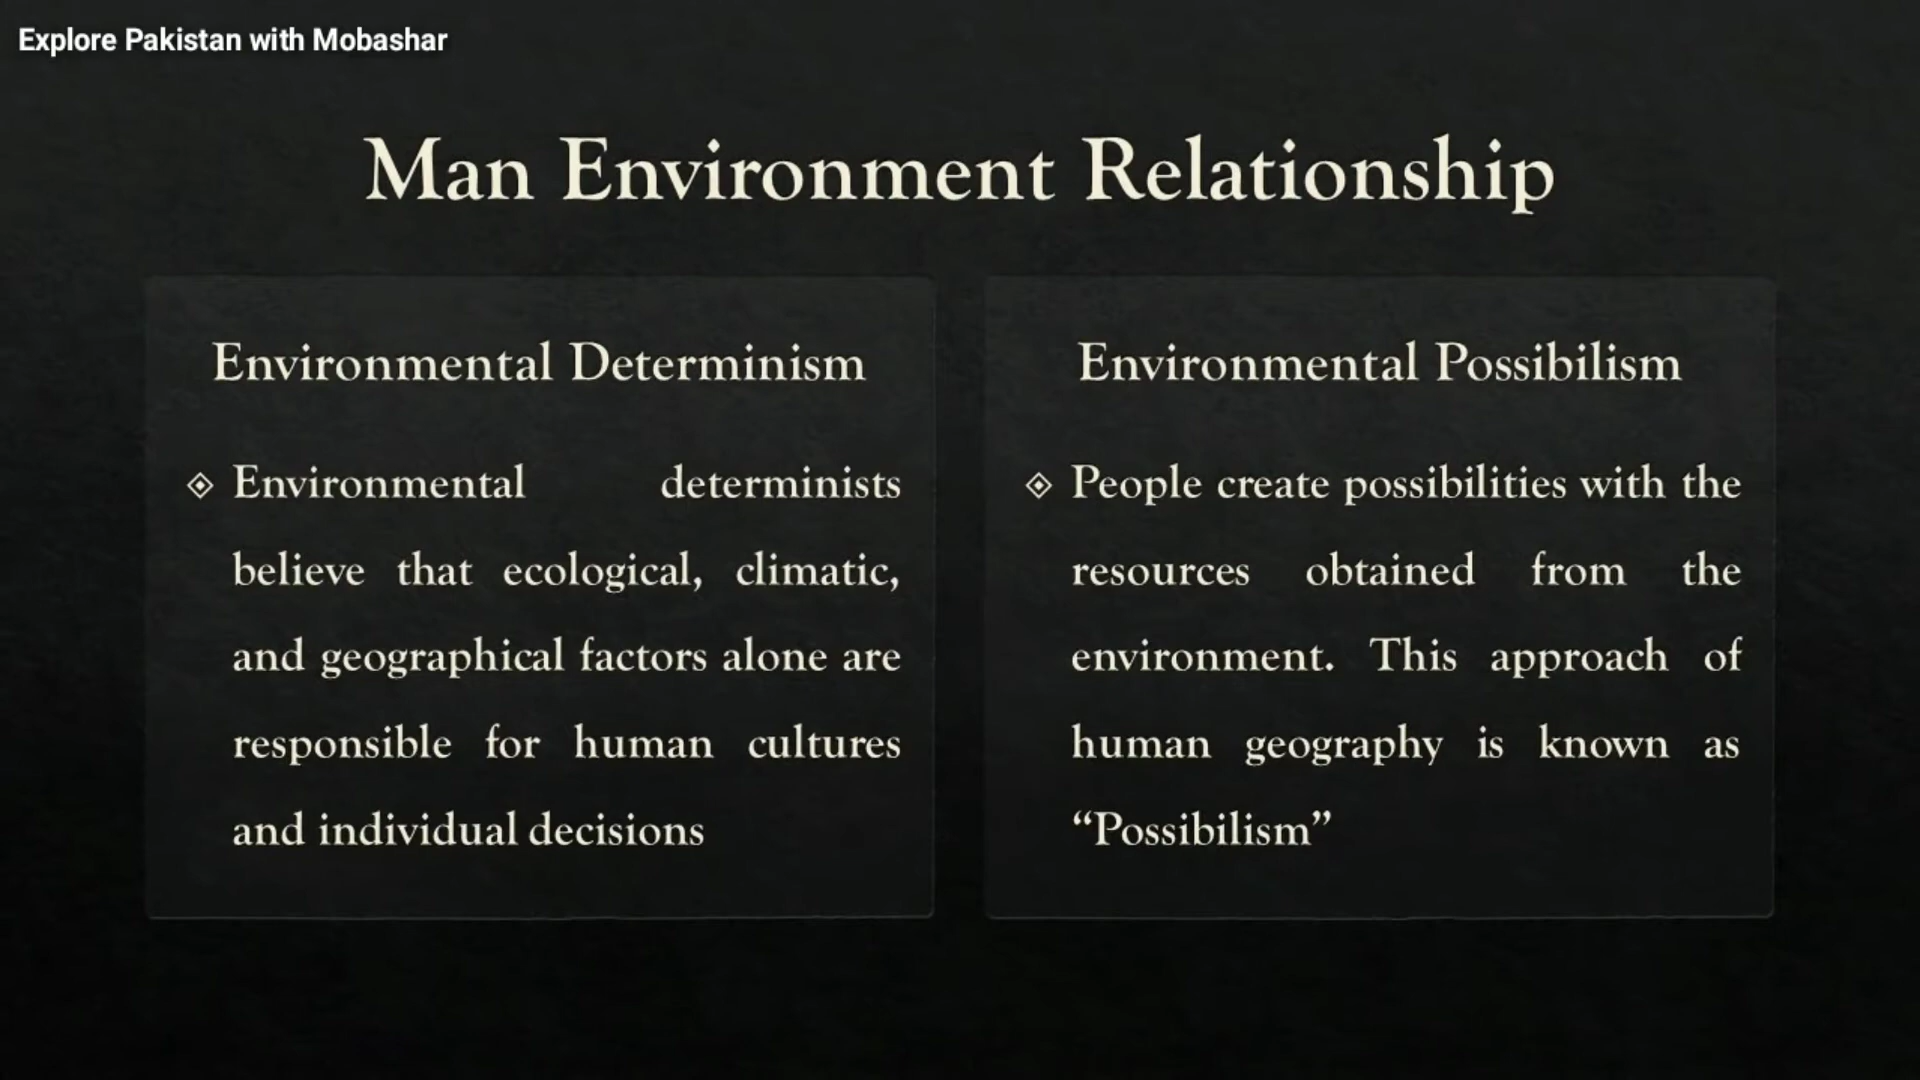 Explore Pakistan with Mobashar
Man Environment Relationship
Environmental Determinism
Environmental determinists
believe that ecological, climatic,
and geographical factors alone are
responsible for human cultures
and individual decisions
Environmental Possibilism
People create possibilities with the
resources obtained from the
environment. This approach of
human geography is known as
“Possibilism”